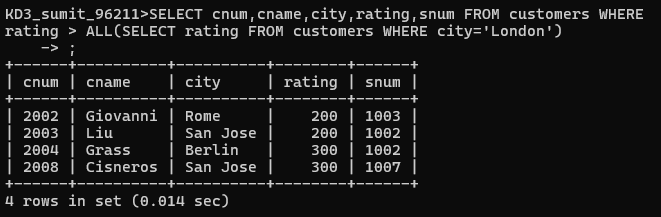 KD3_sumit_96211>SELECT cnum,cname,city,rating,snum FROM customers WHERE
rating > ALL(SELECT rating FROM customers WHERE city='London')
    -> ;
+------+----------+----------+--------+------+
| cnum | cname    | city     | rating | snum |
+------+----------+----------+--------+------+
| 2002 | Giovanni | Rome     |    200 | 1003 |
| 2003 | Liu      | San Jose |    200 | 1002 |
| 2004 | Grass    | Berlin   |    300 | 1002 |
| 2008 | Cisneros | San Jose |    300 | 1007 |
+------+----------+----------+--------+------+
4 rows in set (0.014 sec)